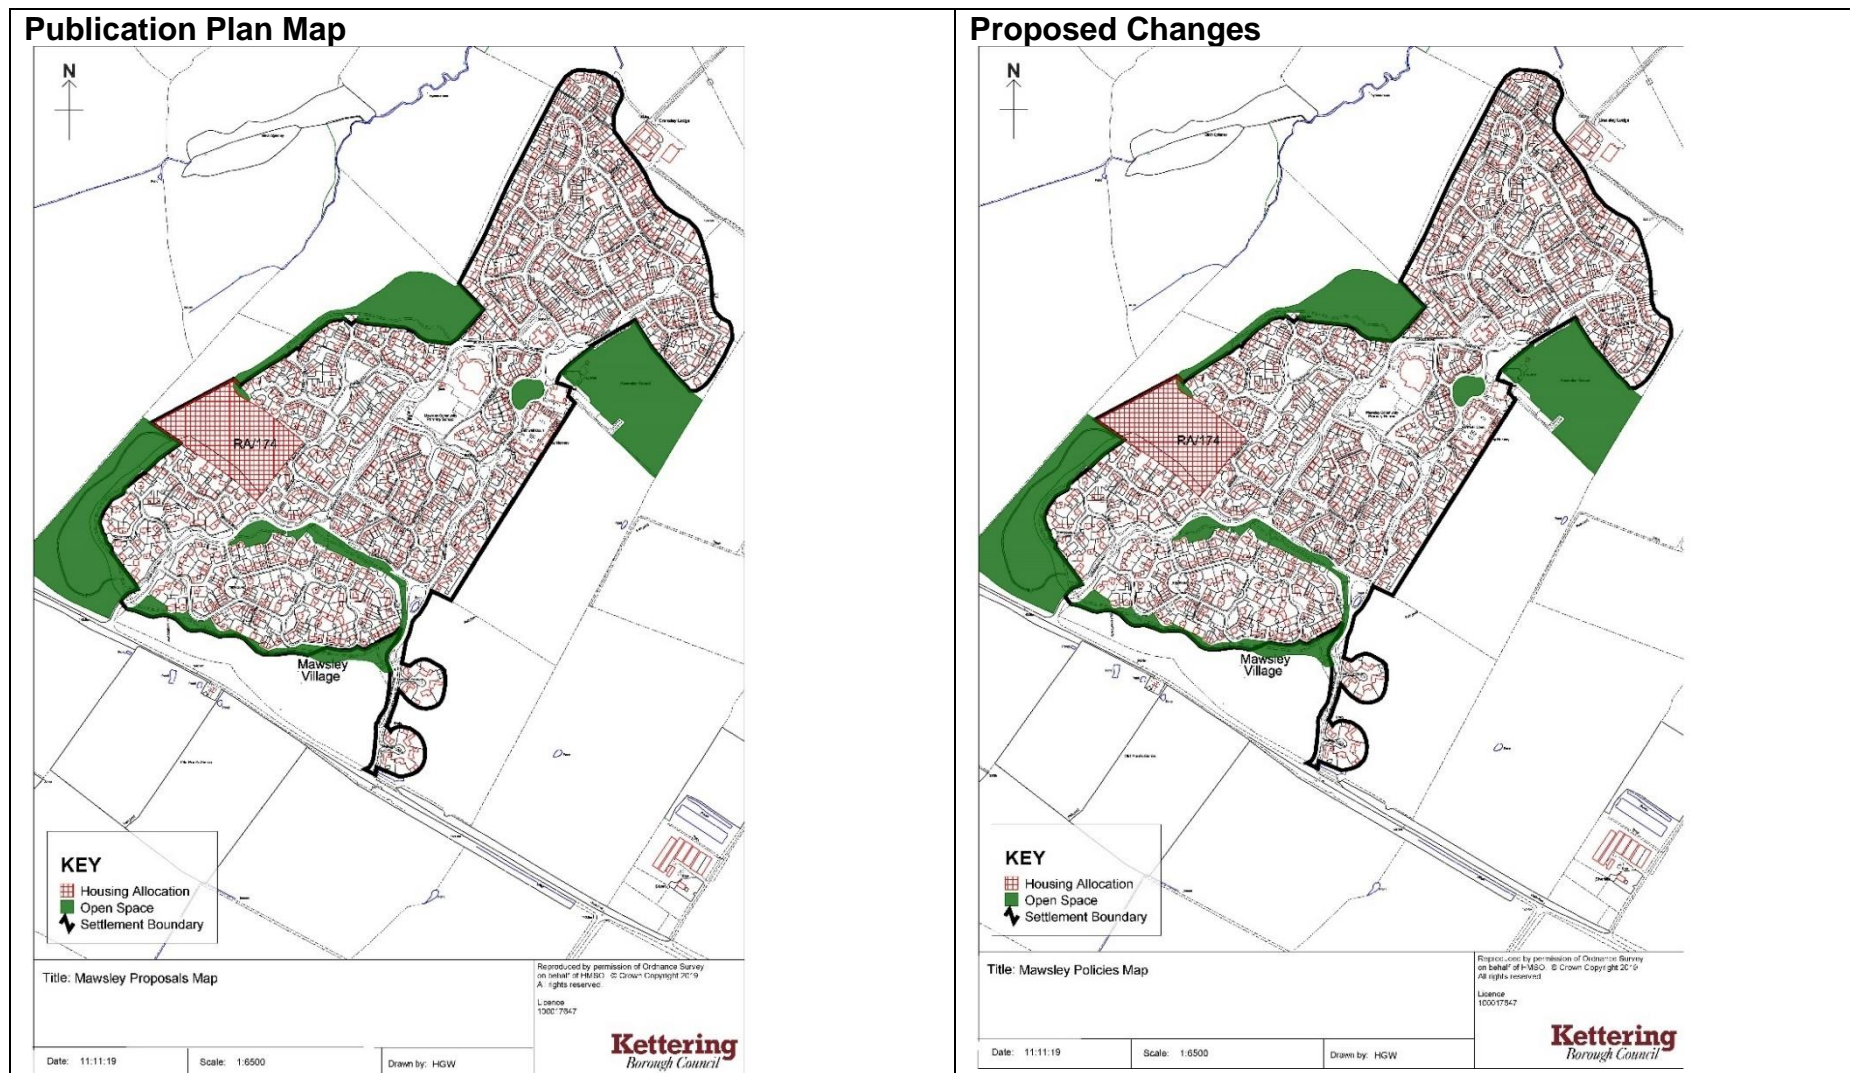 Publication Plan Map
N
RA/174
Mawsley
Village
KEY
Housing Allocation
Open Space
Settlement Boundary
Title: Mawsley Proposals Map
Reproduced by permission of Ordnance Survey
on behalf of HMSO. © Crown Copyright 2019
All rights reserved.
Licence
100017647
Date: 11:11:19
Scale: 1:6500
Drawn by: HGW
Kettering
Borough Council
Proposed Changes
N
RA/174
Mawsley
Village
KEY
Housing Allocation
Open Space
Settlement Boundary
Title: Mawsley Policies Map
Reproduced by permission of Ordnance Survey
on behalf of HMSO. © Crown Copyright 2019
All rights reserved
Licence
100017647
Date: 11:11:19
Scale: 1:6500
Drawn by: HGW
Kettering
Borough Council